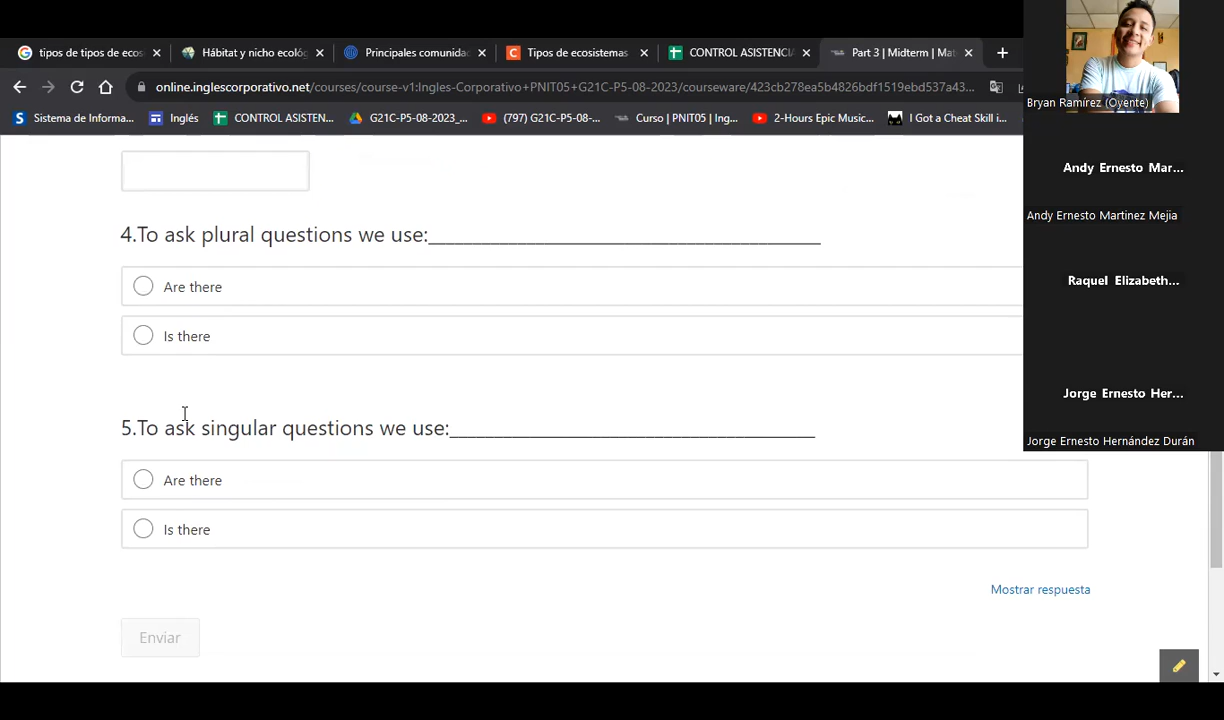 tipos de tipos de ecos
Hábitat y nicho ecológ
Principales comunida
Tipos de ecosistemas
CONTROL ASISTENCI
Part 3 | Midterm | Mat
online.inglescorporativo.net/courses/course-v1:Ingles-Corporativo+PNIT05+G21C-P5-08-2023/courseware/423cb278ea5b4826bdf1519ebd537a43...
Sistema de Informa...
Inglés
CONTROL ASISTEN...
G21C-P5-08-2023_...
(797) G21C-P5-08-...
Curso | PNIT05 | Ing...
2-Hours Epic Music...
I Got a Cheat Skill i...
Bryan Ramírez (Oyente)
Andy Ernesto Mar...
Andy Ernesto Martinez Mejia
Raquel Elizabeth...
Jorge Ernesto Her...
Jorge Ernesto Hernández Durán
4.To ask plural questions we use:____________________________________
Are there
Is there
5.To ask singular questions we use:__________________________________
Are there
Is there
Mostrar respuesta
Enviar